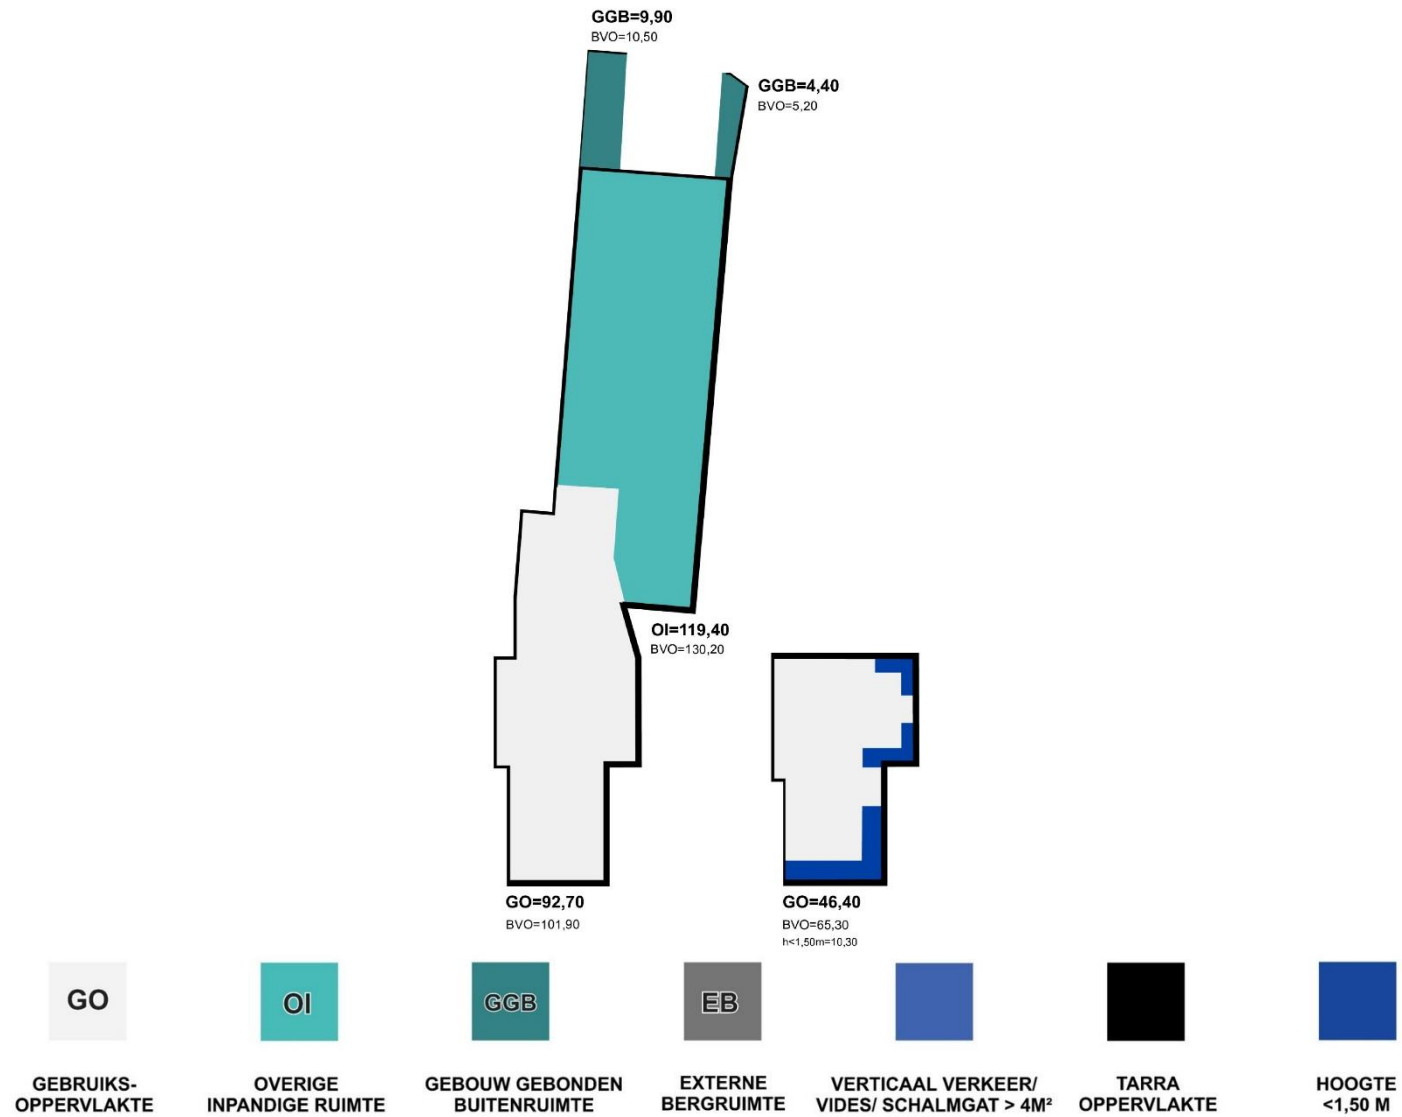 GGB=9,90
BVO=10,50
GGB=4,40
BVO=5,20
OI=119,40
BVO=130,20
GO=92,70
BVO=101,90
GO=46,40
BVO=65,30
h<1,50m=10,30
GO
OI
GGB
EB
GEBRUIKS-
OPPERVLAKTE
OVERIGE
INPANDIGE RUIMTE
GEBOUW GEBONDEN
BUITENRUIMTE
EXTERNE
BERGRUIMTE
VERTICAAL VERKEER/
VIDES/ SCHALMGAT > 4M²
TARRA
OPPERVLAKTE
HOOGTE
<1,50 M